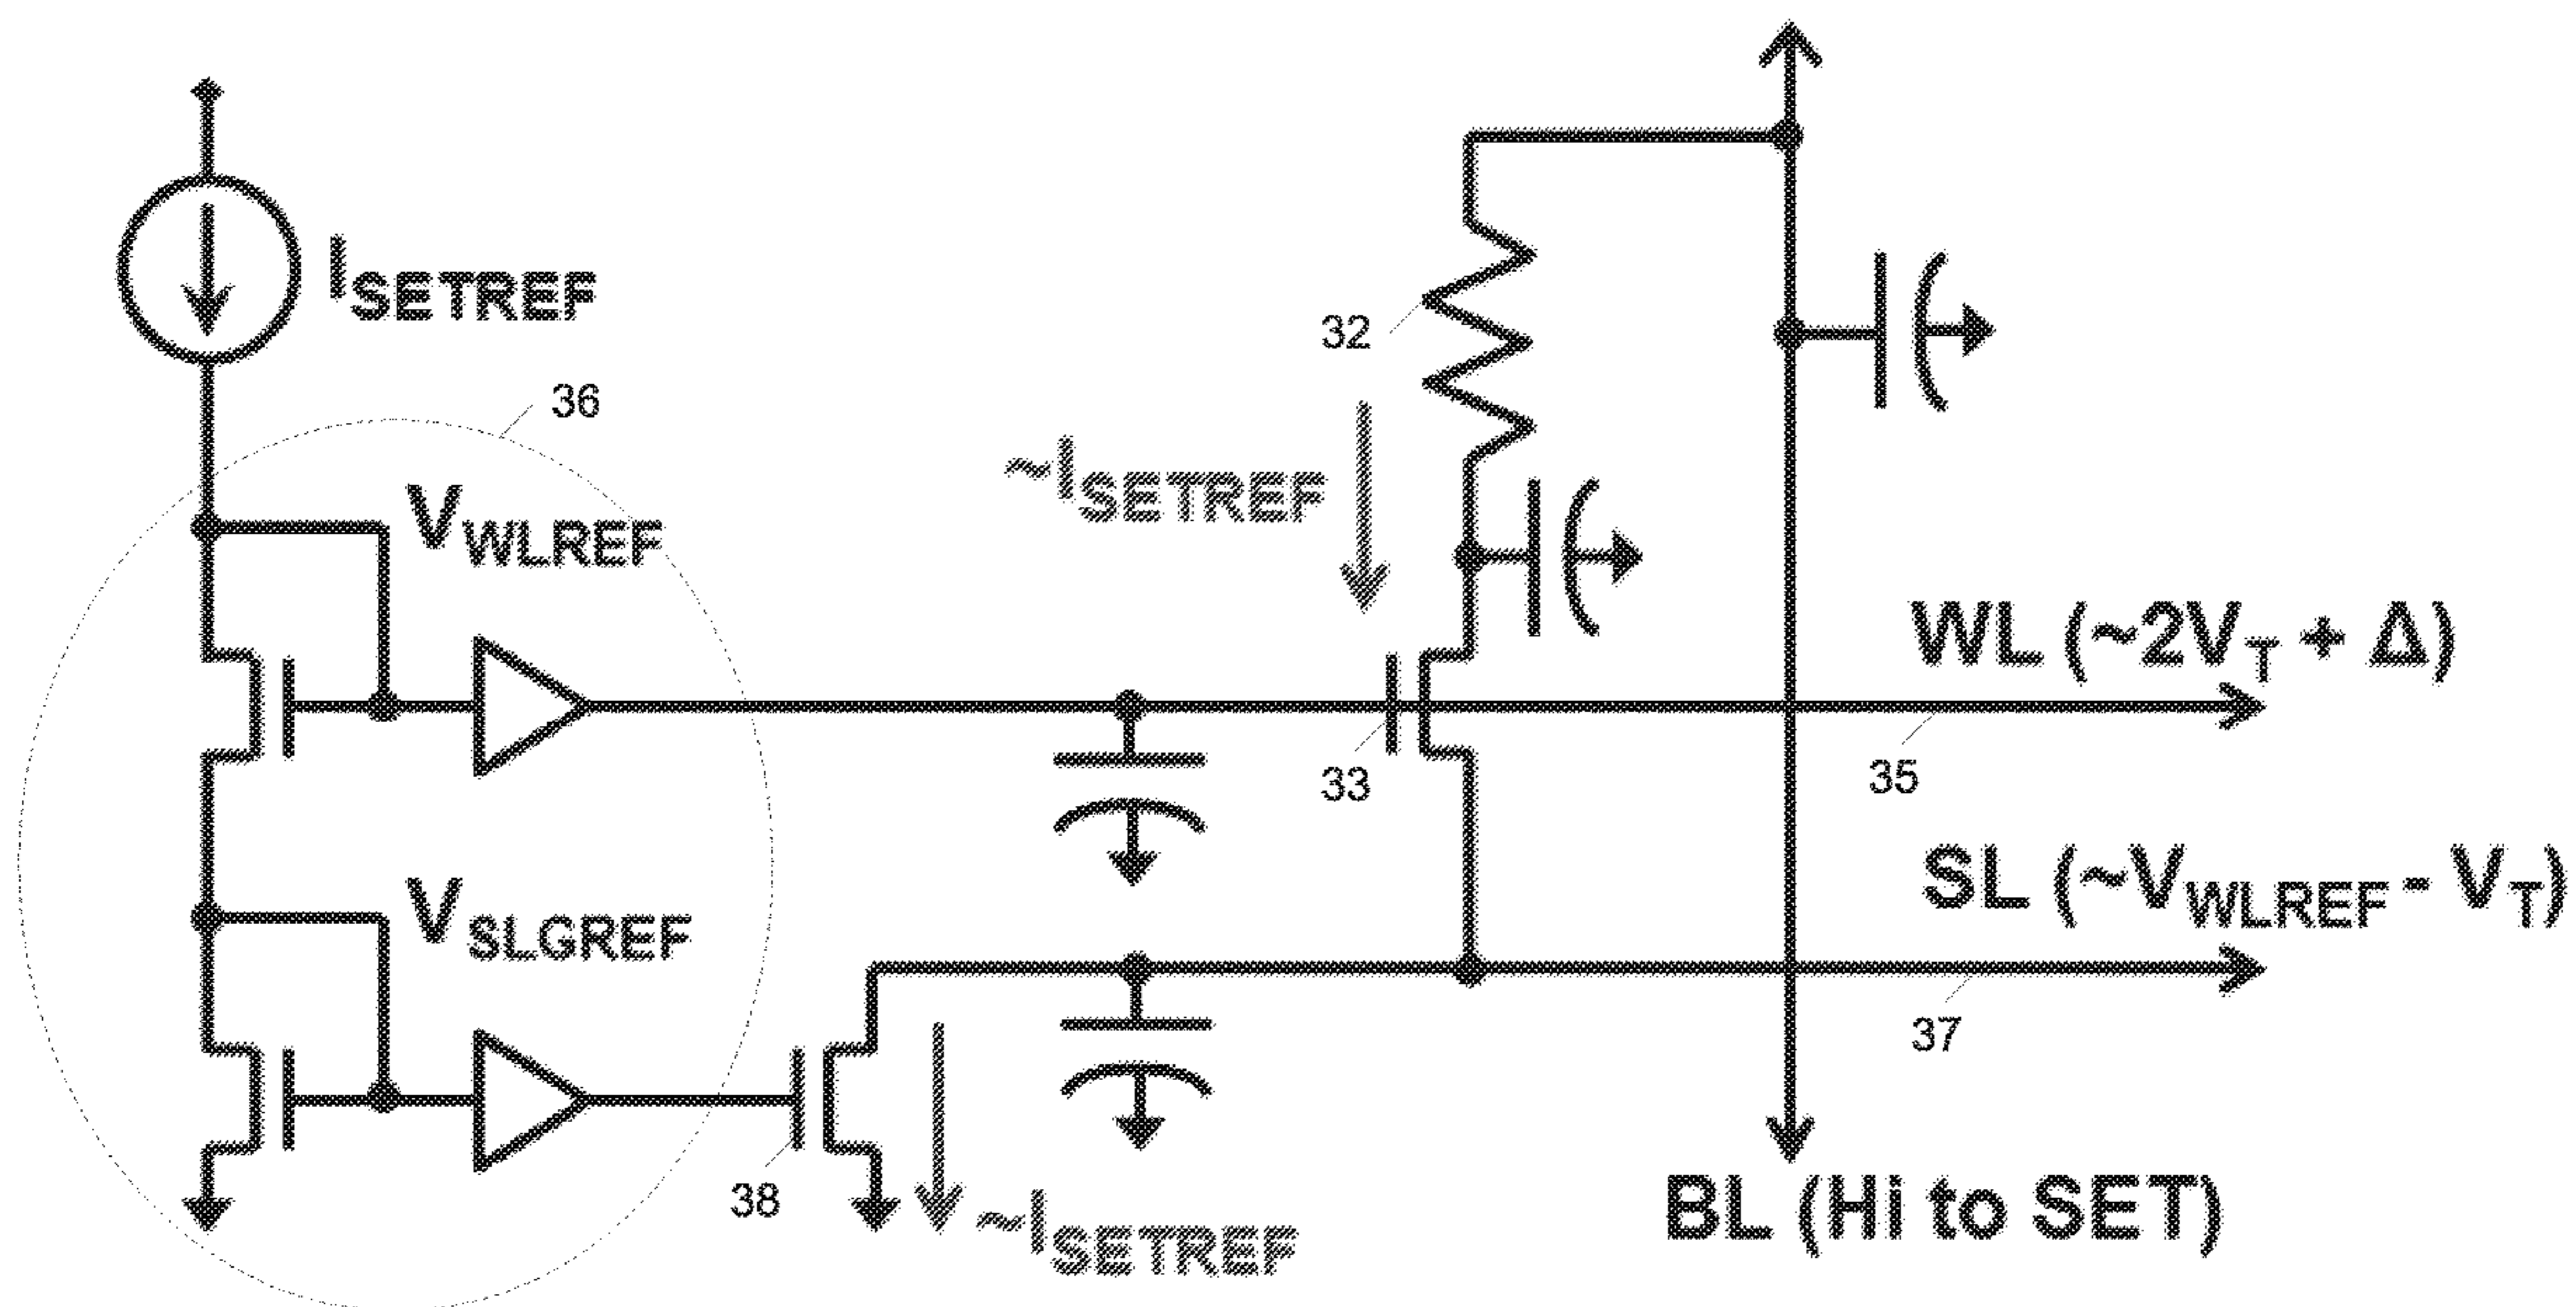 I_SETREF
36
32
V_WLREF
~I_SETREF
WL (~2V_T + Δ)
33
35
V_SLGREF
SL (~V_WLREF - V_T)
37
38
~I_SETREF
BL (Hi to SET)